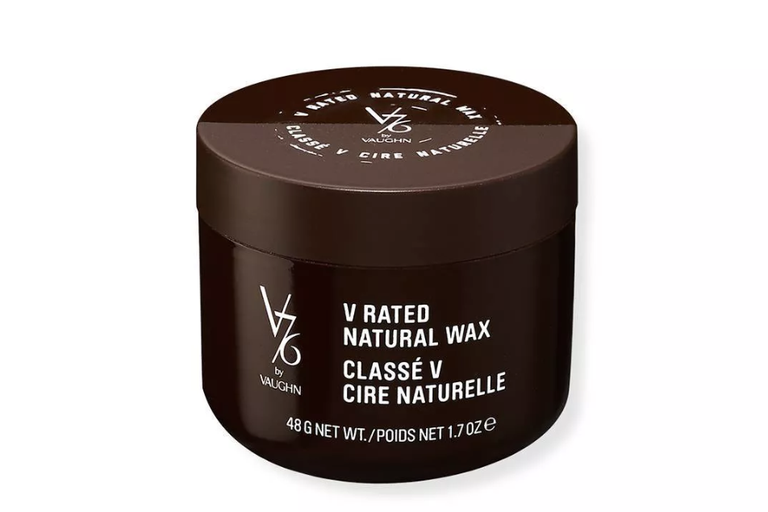 V RATED NATURAL WAX
V76
by
VAUGHN
CLASSÉ V CIRE NATURELLE
V76
by
VAUGHN
V RATED
NATURAL WAX
CLASSÉ V
CIRE NATURELLE
48 G NET WT./POIDS NET 1.7 OZ ℮